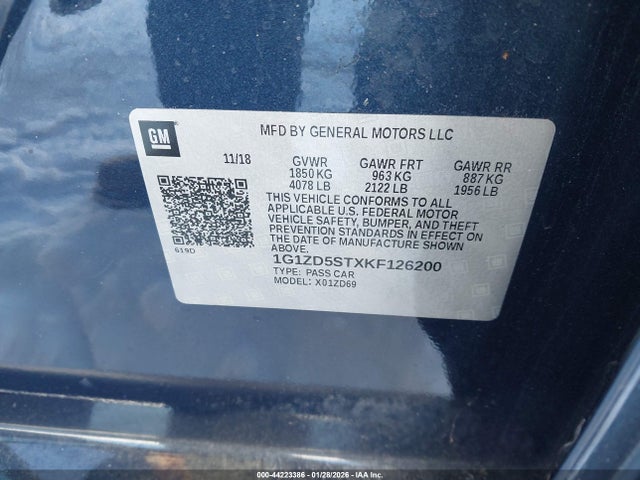 GM
MFD BY GENERAL MOTORS LLC
11/18 GVWR GAWR FRT GAWR RR
1850 KG 963 KG 887 KG
4078 LB 2122 LB 1956 LB
THIS VEHICLE CONFORMS TO ALL
APPLICABLE U.S. FEDERAL MOTOR
VEHICLE SAFETY, BUMPER, AND THEFT
PREVENTION STANDARDS IN EFFECT
ON THE DATE OF MANUFACTURE SHOWN
ABOVE.
1G1ZD5STXKF126200
TYPE: PASS CAR
MODEL: X01ZD69
619D
000-44223386 | 01/28/2026 - IAA Inc.